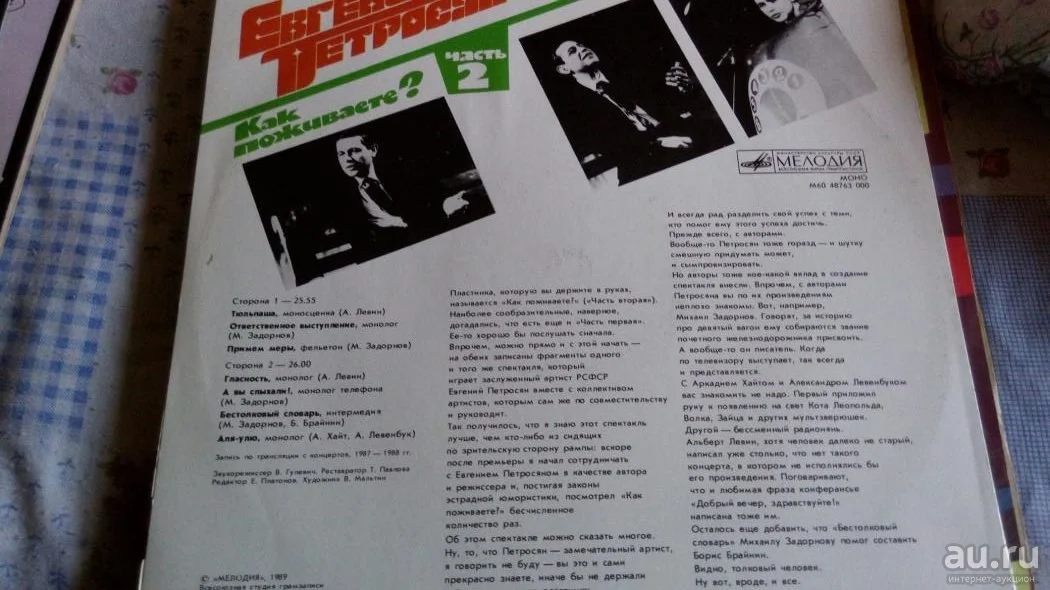 Евгений
Петросян
часть
2
Как
поживаете?
МИНИСТЕРСТВО КУЛЬТУРЫ СССР
МЕЛОДИЯ
МОНО
М60 48763 000
Сторона 1 — 25.55
Тюльпаша, моносценка (А. Левин)
Ответственное выступление, монолог
(М. Задорнов)
Примем меры, фельетон (М. Задорнов)
Сторона 2 — 26.00
Гласность, монолог (А. Левин)
А вы слыхали!, монолог телефона
(М. Задорнов)
Бестолковый словарь, интермедия
(М. Задорнов, Б. Брайнин)
Аля-улю, монолог (А. Хайт, А. Левенбук)
Запись по трансляции с концертов, 1987—1988 гг.
Звукорежиссер В. Гулевич. Реставратор Т. Павлова
Редактор Е. Платонов. Художник В. Мальгин
© «МЕЛОДИЯ», 1989
Всесоюзная студия грамзаписи
Пластинка, которую вы держите в руках,
называется «Как поживаете?» («Часть вторая»).
Наиболее сообразительные, наверное,
догадались, что есть еще и «Часть первая».
Ее-то хорошо бы послушать сначала.
Впрочем, можно прямо и с этой начать —
на обеих записаны фрагменты одного
и того же спектакля, который
играет заслуженный артист РСФСР
Евгений Петросян вместе с коллективом
артистов, которым сам же по совместительству
и руководит.
Так получилось, что я знаю этот спектакль
лучше, чем кто-либо из сидящих
по зрительскую сторону рампы: вскоре
после премьеры я начал сотрудничать
с Евгением Петросяном в качестве автора
и режиссера и, постигая законы
эстрадной юмористики, посмотрел «Как
поживаете?» бесчисленное
количество раз.
Об этом спектакле можно сказать многое.
Ну, то, что Петросян — замечательный артист,
я говорить не буду — вы это и сами
прекрасно знаете, иначе бы не держали
И всегда рад разделить свой успех с теми,
кто помог ему этого успеха достичь.
Прежде всего, с авторами.
Вообще-то Петросян тоже горазд — и шутку
смешную придумать может,
и сымпровизировать.
Но авторы тоже кое-какой вклад в создание
спектакля внесли. Впрочем, с авторами
Петросяна вы по их произведениям
неплохо знакомы. Вот, например,
Михаил Задорнов. Говорят, за историю
про девятый вагон ему собираются звание
почетного железнодорожника присвоить.
А вообще-то он писатель. Когда
по телевизору выступает, так всегда
и представляется.
С Аркадием Хайтом и Александром Левенбуком
вас знакомить не надо. Первый приложил
руку к появлению на свет Кота Леопольда,
Волка, Зайца и других мультзверюшек.
Другой — бессменный радионянь.
Альберт Левин, хотя человек далеко не старый,
написал уже столько, что нет такого
концерта, в котором не исполнялись бы
его произведения. Поговаривают,
что и любимая фраза конферансье
«Добрый вечер, здравствуйте!»
написана тоже им.
Осталось еще добавить, что «Бестолковый
словарь» Михаилу Задорнову помог составить
Борис Брайнин.
Видно, толковый человек.
Ну вот, вроде, и все.
au.ru
интернет-аукцион